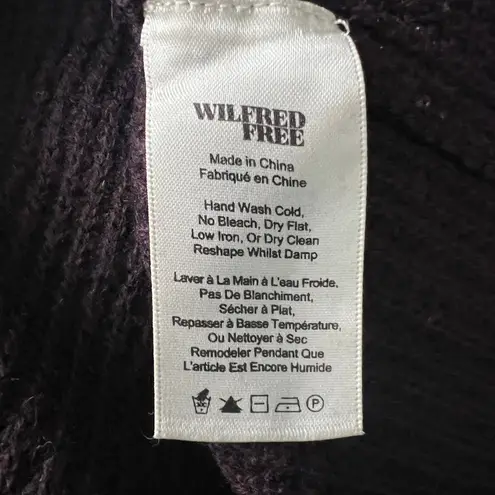 WILFRED
FREE
Made in China
Fabriqué en Chine
Hand Wash Cold,
No Bleach, Dry Flat,
Low Iron, Or Dry Clean
Reshape Whilst Damp
Laver à La Main à L'eau Froide,
Pas De Blanchiment,
Sécher à Plat,
Repasser à Basse Température,
Ou Nettoyer à Sec
Remodeler Pendant Que
L'article Est Encore Humide
P